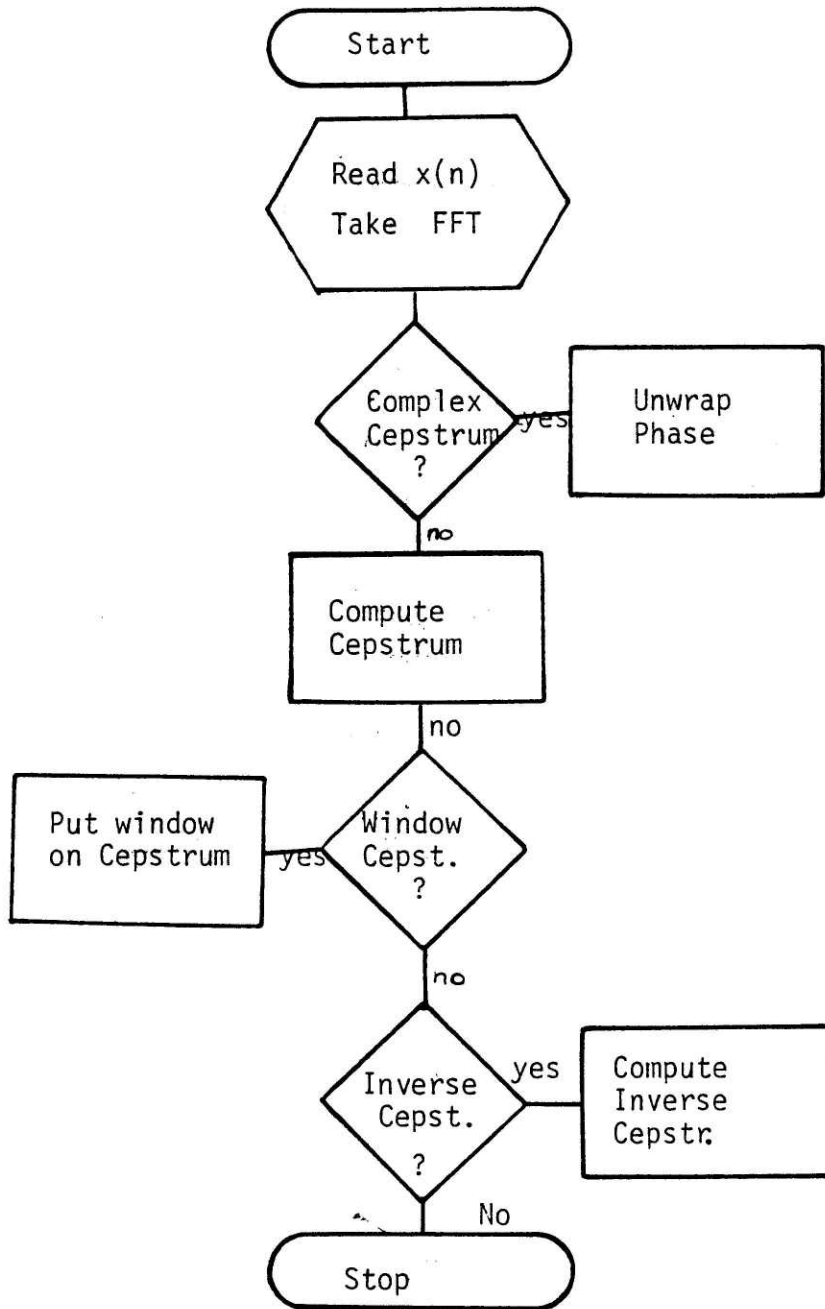 Start
Read x(n)
Take FFT
Complex
Cepstrum
?
yes
Unwrap
Phase
no
Compute
Cepstrum
no
Put window
on Cepstrum
yes
Window
Cepst.
?
no
Inverse
Cepst.
?
yes
Compute
Inverse
Cepstr.
No
Stop